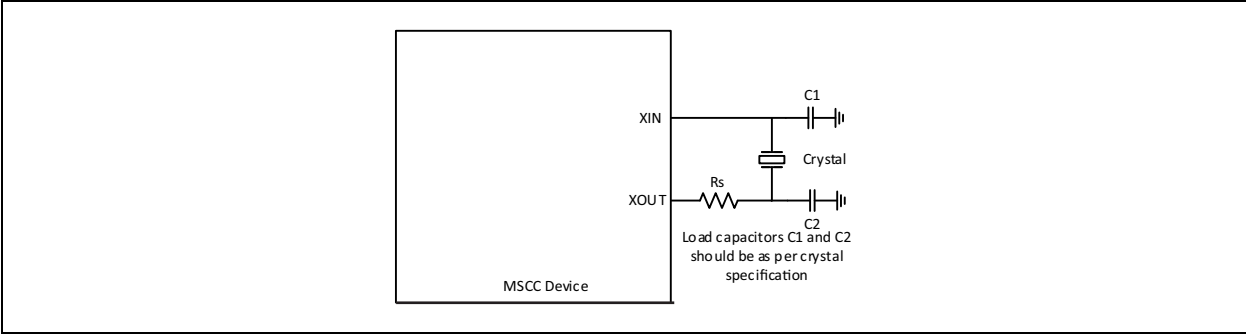 C1
XIN
Crystal
Rs
XOUT
C2
Load capacitors C1 and C2
should be as per crystal
specification
MSCC Device